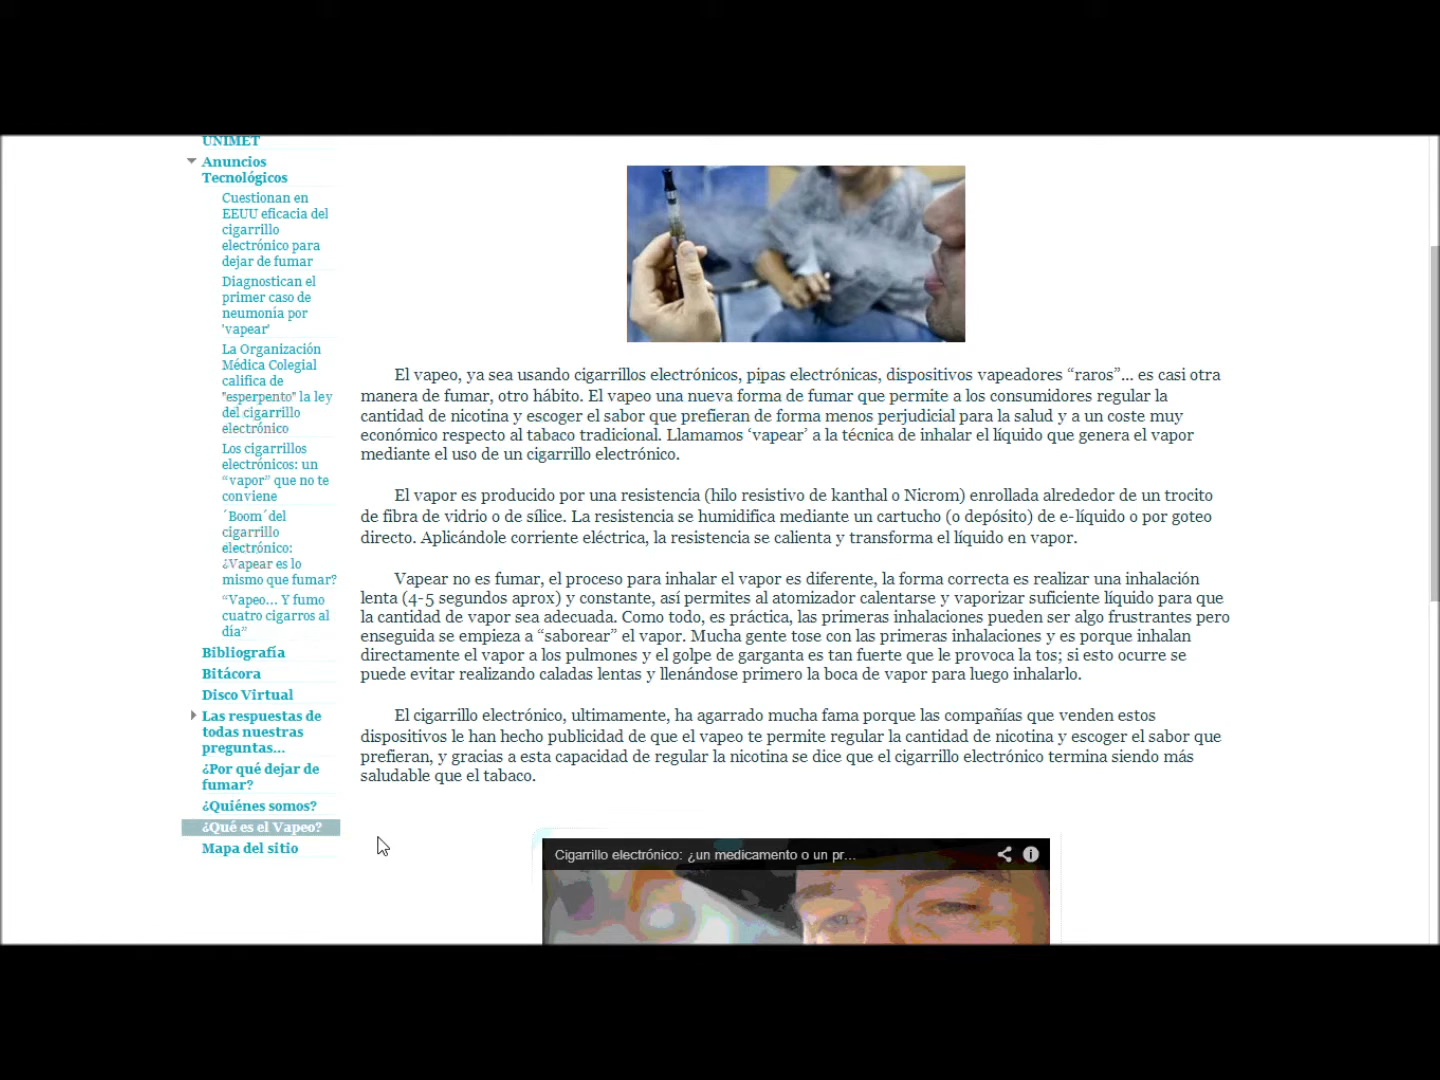 UNIMET
Anuncios
Tecnológicos
Cuestionan en
EEUU eficacia del
cigarrillo
electrónico para
dejar de fumar
Diagnostican el
primer caso de
neumonía por
'vapear'
La Organización
Médica Colegial
califica de
"esperpento" la ley
del cigarrillo
electrónico
Los cigarrillos
electrónicos: un
“vapor” que no te
conviene
´Boom´del
cigarrillo
electrónico:
¿Vapear es lo
mismo que fumar?
“Vapeo... Y fumo
cuatro cigarros al
día”
Bibliografía
Bitácora
Disco Virtual
Las respuestas de
todas nuestras
preguntas...
¿Por qué dejar de
fumar?
¿Quiénes somos?
¿Qué es el Vapeo?
Mapa del sitio
El vapeo, ya sea usando cigarrillos electrónicos, pipas electrónicas, dispositivos vapeadores “raros”... es casi otra
manera de fumar, otro hábito. El vapeo una nueva forma de fumar que permite a los consumidores regular la
cantidad de nicotina y escoger el sabor que prefieran de forma menos perjudicial para la salud y a un coste muy
económico respecto al tabaco tradicional. Llamamos ‘vapear’ a la técnica de inhalar el líquido que genera el vapor
mediante el uso de un cigarrillo electrónico.
El vapor es producido por una resistencia (hilo resistivo de kanthal o Nicrom) enrollada alrededor de un trocito
de fibra de vidrio o de sílice. La resistencia se humidifica mediante un cartucho (o depósito) de e-líquido o por goteo
directo. Aplicándole corriente eléctrica, la resistencia se calienta y transforma el líquido en vapor.
Vapear no es fumar, el proceso para inhalar el vapor es diferente, la forma correcta es realizar una inhalación
lenta (4-5 segundos aprox) y constante, así permites al atomizador calentarse y vaporizar suficiente líquido para que
la cantidad de vapor sea adecuada. Como todo, es práctica, las primeras inhalaciones pueden ser algo frustrantes pero
enseguida se empieza a “saborear” el vapor. Mucha gente tose con las primeras inhalaciones y es porque inhalan
directamente el vapor a los pulmones y el golpe de garganta es tan fuerte que le provoca la tos; si esto ocurre se
puede evitar realizando caladas lentas y llenándose primero la boca de vapor para luego inhalarlo.
El cigarrillo electrónico, ultimamente, ha agarrado mucha fama porque las compañías que venden estos
dispositivos le han hecho publicidad de que el vapeo te permite regular la cantidad de nicotina y escoger el sabor que
prefieran, y gracias a esta capacidad de regular la nicotina se dice que el cigarrillo electrónico termina siendo más
saludable que el tabaco.
Cigarrillo electrónico: ¿un medicamento o un pr...